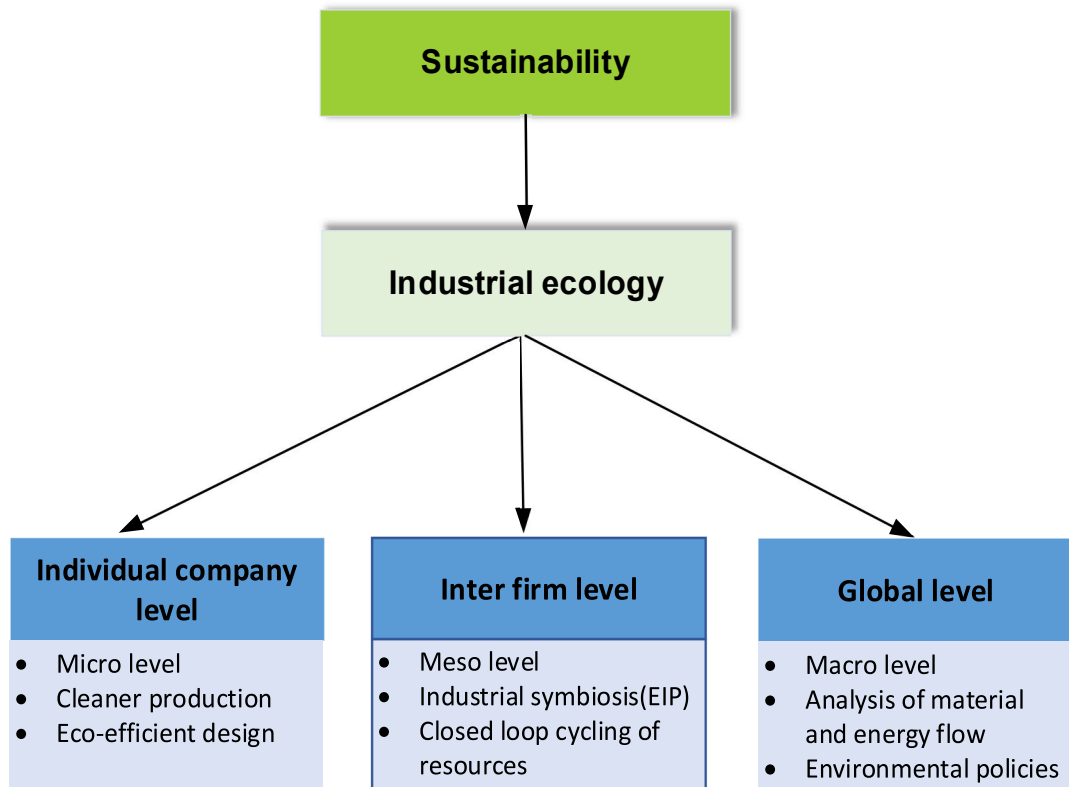 Sustainability
Industrial ecology
Individual company
level
• Micro level
• Cleaner production
• Eco-efficient design
Inter firm level
• Meso level
• Industrial symbiosis(EIP)
• Closed loop cycling of
resources
Global level
• Macro level
• Analysis of material
and energy flow
• Environmental policies